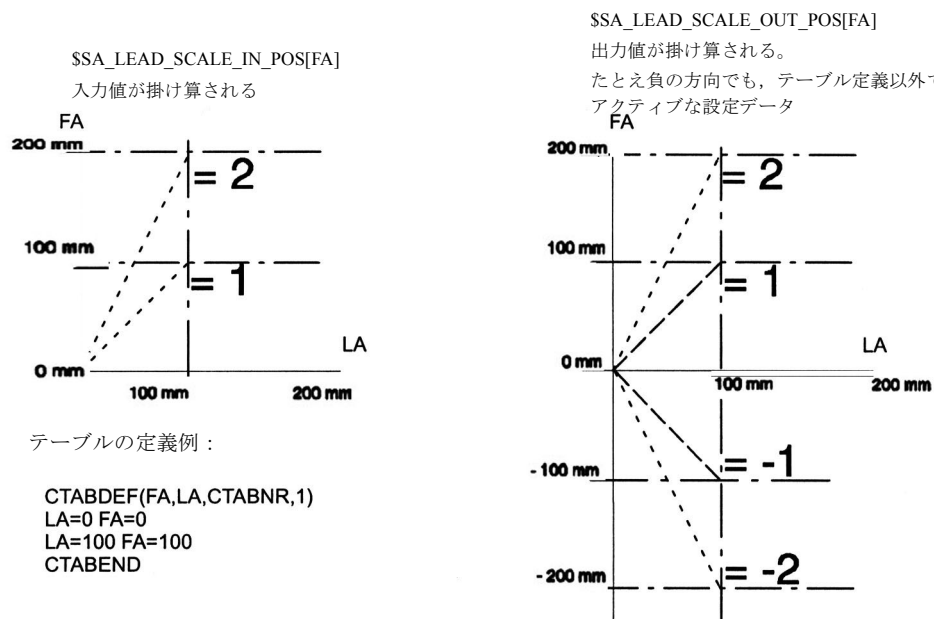 $SA_LEAD_SCALE_IN_POS[FA]
入力値が掛け算される
FA
200 mm
= 2
100 mm
= 1
LA
0 mm
100 mm
200 mm
テーブルの定義例：
CTABDEF(FA,LA,CTABNR,1)
LA=0 FA=0
LA=100 FA=100
CTABEND
$SA_LEAD_SCALE_OUT_POS[FA]
出力値が掛け算される。
たとえ負の方向でも，テーブル定義以外で
アクティブな設定データ
FA
200 mm
= 2
100 mm
= 1
LA
0 mm
100 mm
200 mm
= -1
- 100 mm
= -2
- 200 mm